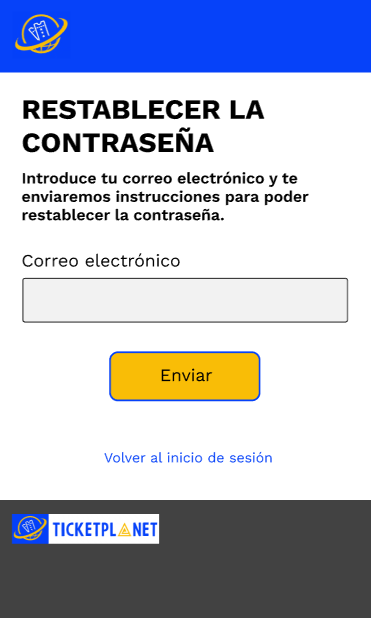 RESTABLECER LA
CONTRASEÑA
Introduce tu correo electrónico y te
enviaremos instrucciones para poder
restablecer la contraseña.
Correo electrónico
Enviar
Volver al inicio de sesión
TICKETPLANET